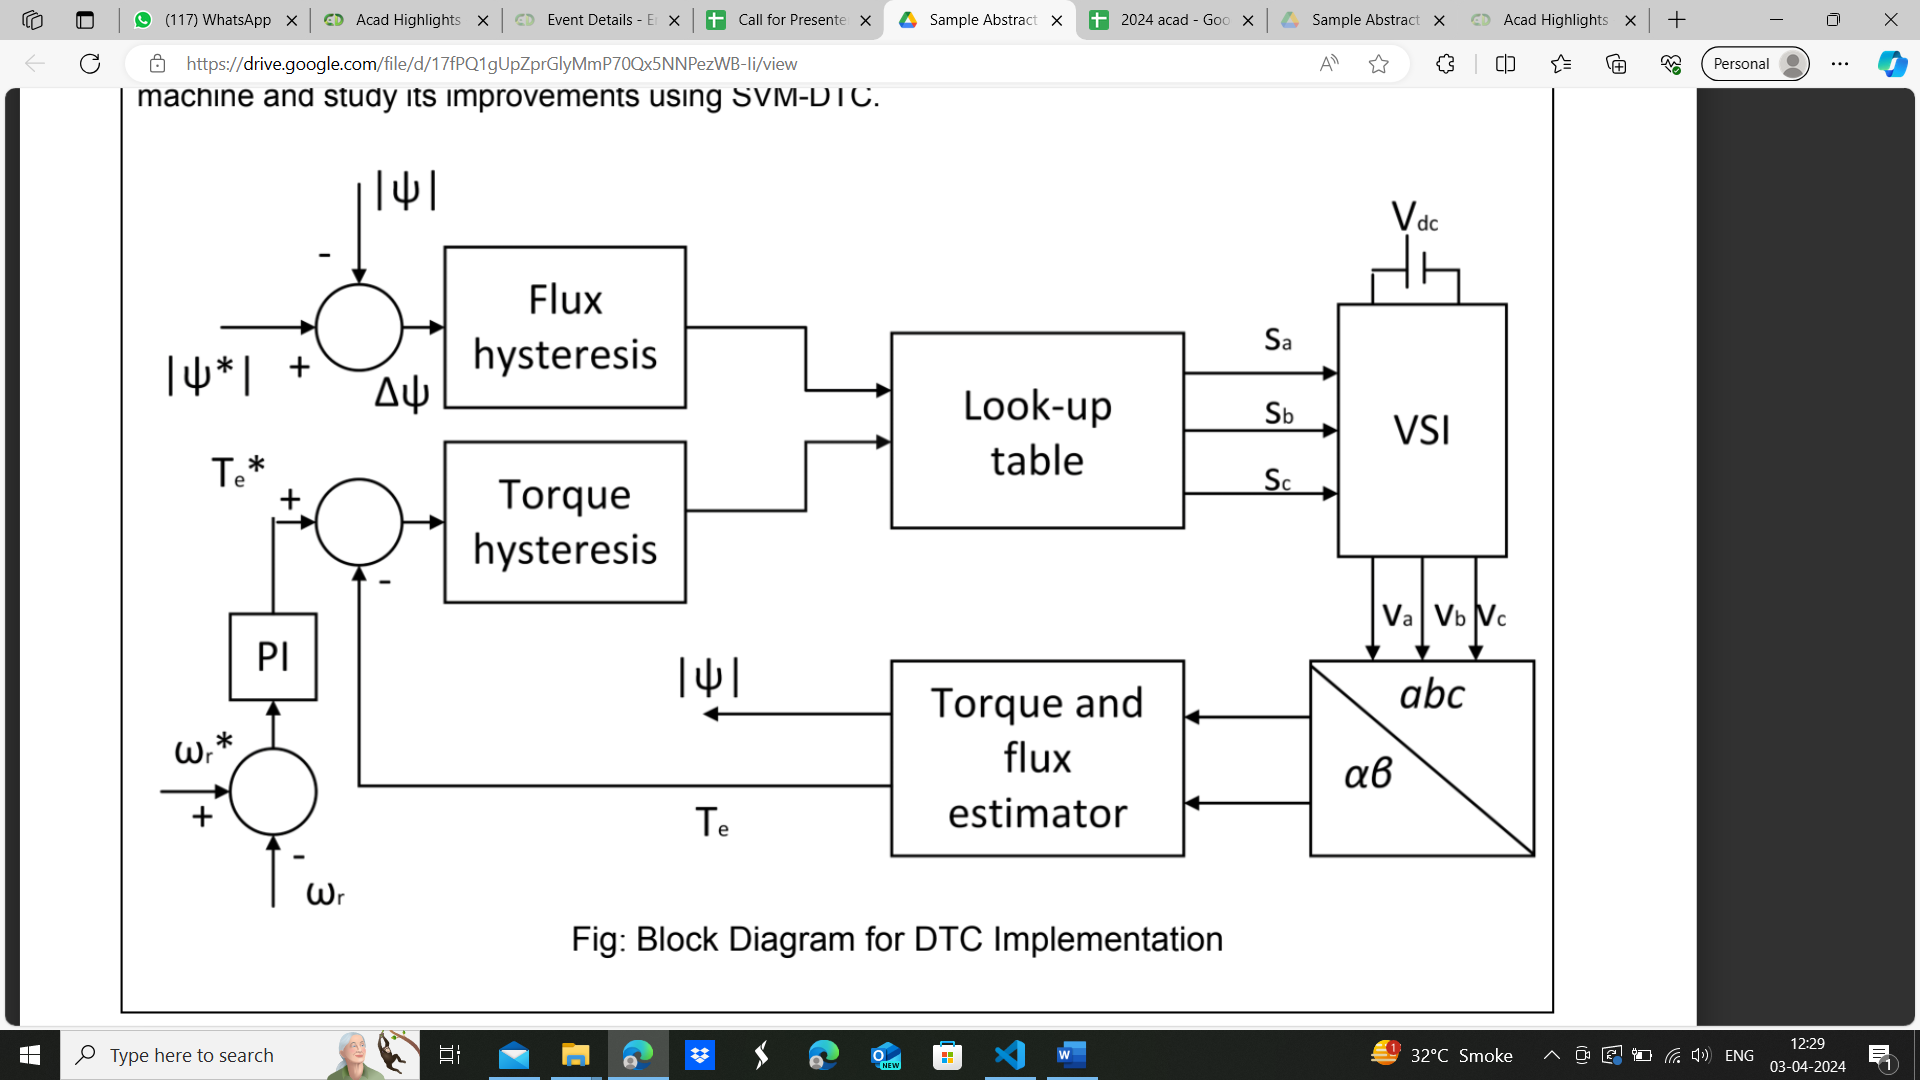 (117) WhatsApp
Acad Highlights
Event Details - E
Call for Presente
Sample Abstract
2024 acad - Goo
Sample Abstract
Acad Highlights
https://drive.google.com/file/d/17fPQ1gUpZprGlyMmP70Qx5NNPezWB-Ii/view
Personal
machine and study its improvements using SVM-DTC.
|ψ|
-
Vdc
Flux
hysteresis
|ψ*|
+
Δψ
Look-up
table
Sa
Sb
Sc
VSI
Te*
+
-
Torque
hysteresis
Va Vb Vc
PI
|ψ|
Torque and
flux
estimator
abc
αβ
ωr*
+
Te
-
ωr
Fig: Block Diagram for DTC Implementation
Type here to search
NEW
1
32°C Smoke
ENG
12:29
03-04-2024
1